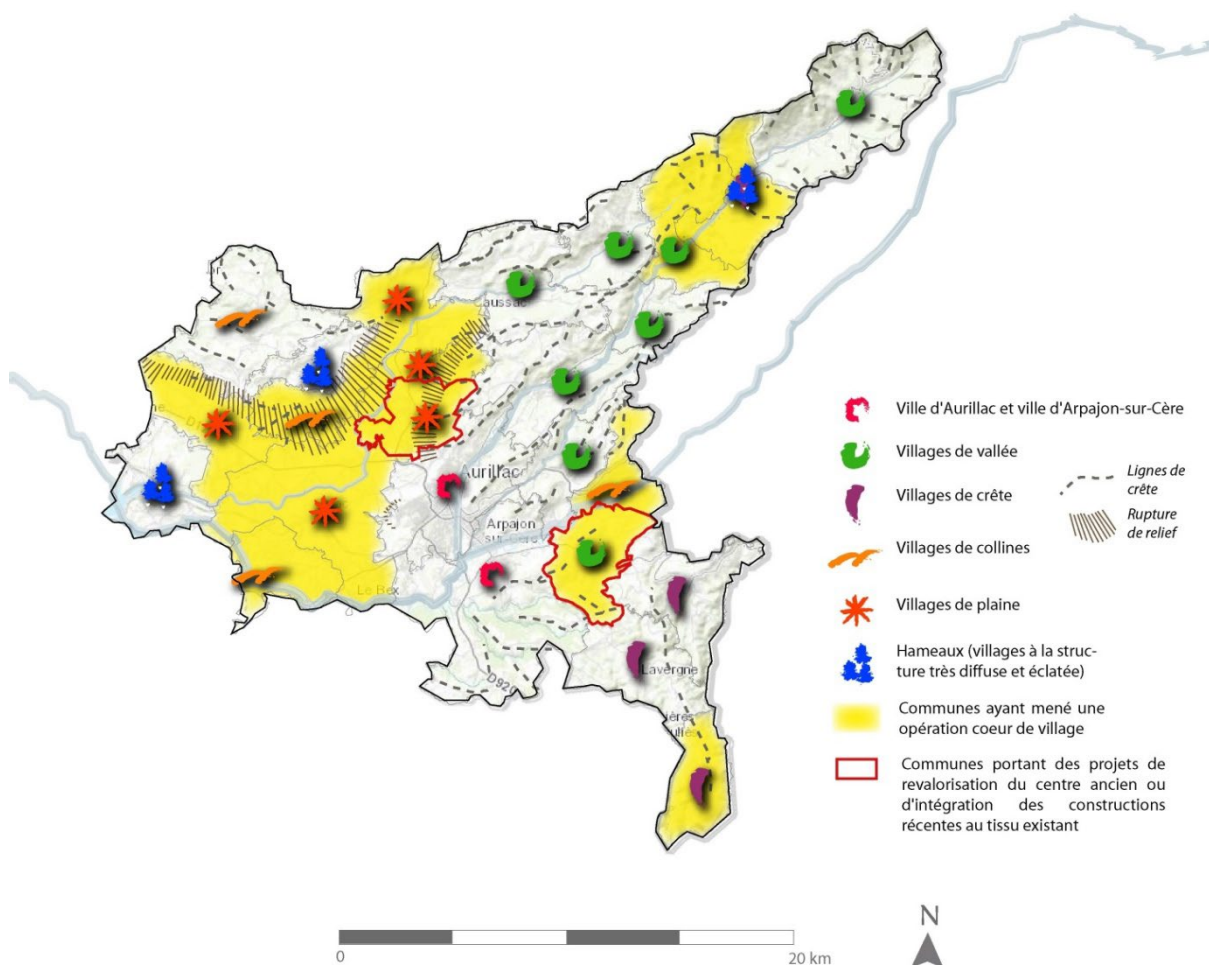 aussac
Aurillac
Arpajon
sur-Cère
Le Bex
D920
Lavergne
Ville d'Aurillac et ville d'Arpajon-sur-Cère
Villages de vallée
Villages de crête
Villages de collines
Villages de plaine
Hameaux (villages à la struc-
ture très diffuse et éclatée)
Communes ayant mené une
opération coeur de village
Communes portant des projets de
revalorisation du centre ancien ou
d'intégration des constructions
récentes au tissu existant
Lignes de
crête
Rupture
de relief
0
20 km
N